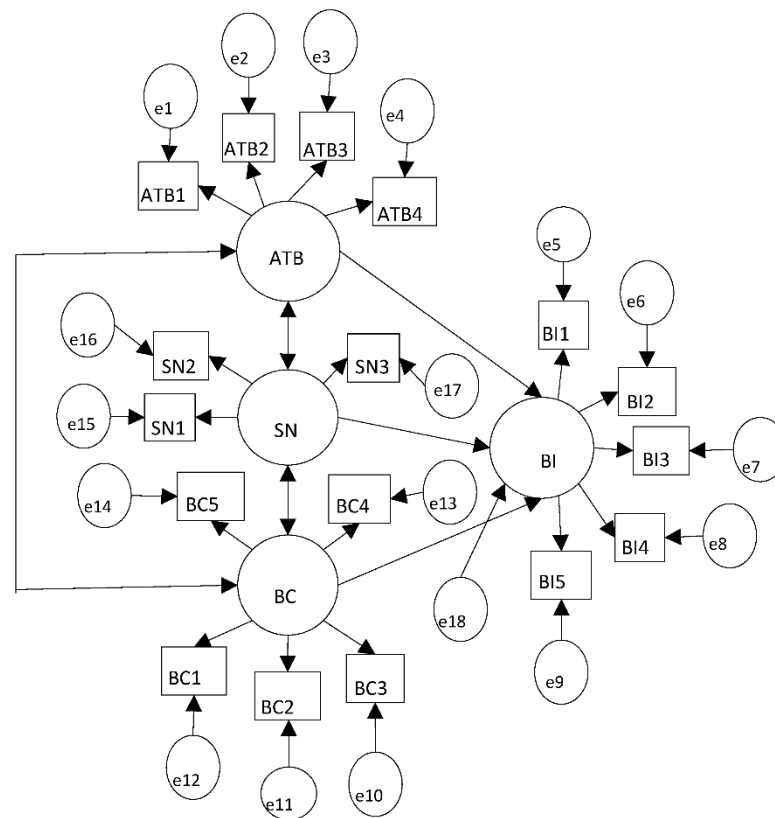 e2
e3
e1
e4
ATB2
ATB3
ATB1
ATB4
ATB
e5
e6
e16
SN2
SN3
BI1
e17
BI2
e15
SN1
SN
BI
BI3
e7
e14
BC5
BC4
e13
BI4
e8
BC
e18
BI5
BC1
BC2
BC3
e9
e12
e11
e10